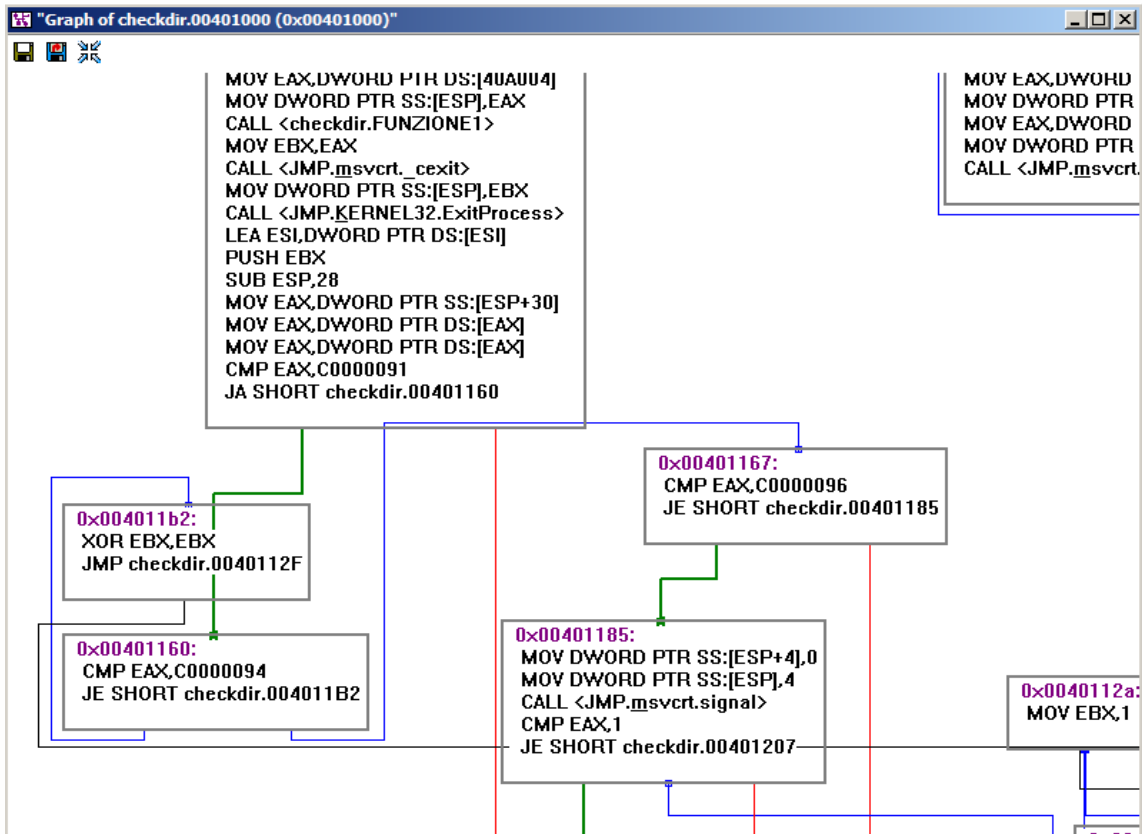 "Graph of checkdir.00401000 (0x00401000)"
MOV EAX,DWORD PTR DS:[40A004]
MOV DWORD PTR SS:[ESP],EAX
CALL <checkdir.FUNZIONE1>
MOV EBX,EAX
CALL <JMP.msvcrt._cexit>
MOV DWORD PTR SS:[ESP],EBX
CALL <JMP.KERNEL32.ExitProcess>
LEA ESI,DWORD PTR DS:[ESI]
PUSH EBX
SUB ESP,28
MOV EAX,DWORD PTR SS:[ESP+30]
MOV EAX,DWORD PTR DS:[EAX]
MOV EAX,DWORD PTR DS:[EAX]
CMP EAX,C0000091
JA SHORT checkdir.00401160
MOV EAX,DWORD
MOV DWORD PTR
MOV EAX,DWORD
MOV DWORD PTR
CALL <JMP.msvcrt.
0x00401167:
CMP EAX,C0000096
JE SHORT checkdir.00401185
0x004011b2:
XOR EBX,EBX
JMP checkdir.0040112F
0x00401160:
CMP EAX,C0000094
JE SHORT checkdir.004011B2
0x00401185:
MOV DWORD PTR SS:[ESP+4],0
MOV DWORD PTR SS:[ESP],4
CALL <JMP.msvcrt.signal>
CMP EAX,1
JE SHORT checkdir.00401207
0x0040112a:
MOV EBX,1